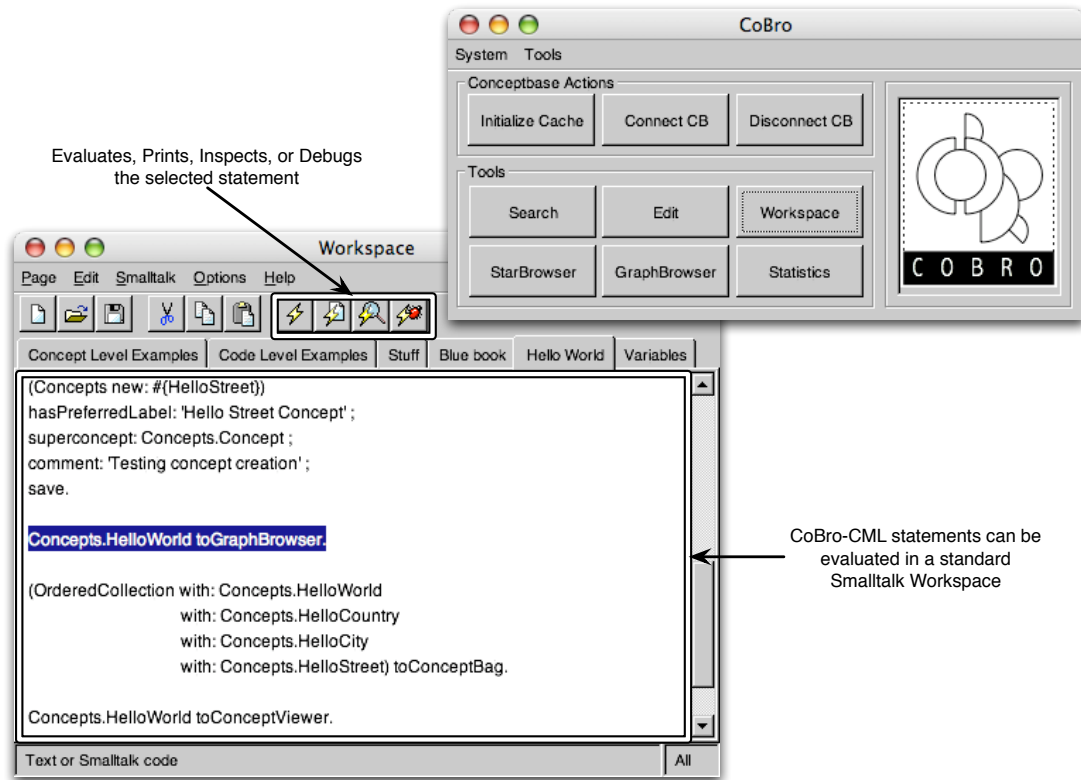 CoBro
System Tools
Conceptbase Actions
Initialize Cache
Connect CB
Disconnect CB
Tools
Search
Edit
Workspace
StarBrowser
GraphBrowser
Statistics
COBRO
Evaluates, Prints, Inspects, or Debugs
the selected statement
Workspace
Page Edit Smalltalk Options Help
Concept Level Examples
Code Level Examples
Stuff
Blue book
Hello World
Variables
(Concepts new: #{HelloStreet})
hasPreferredLabel: 'Hello Street Concept' ;
superconcept: Concepts.Concept ;
comment: 'Testing concept creation' ;
save.
Concepts.HelloWorld toGraphBrowser.
(OrderedCollection with: Concepts.HelloWorld
with: Concepts.HelloCountry
with: Concepts.HelloCity
with: Concepts.HelloStreet) toConceptBag.
Concepts.HelloWorld toConceptViewer.
Text or Smalltalk code
All
CoBro-CML statements can be
evaluated in a standard
Smalltalk Workspace